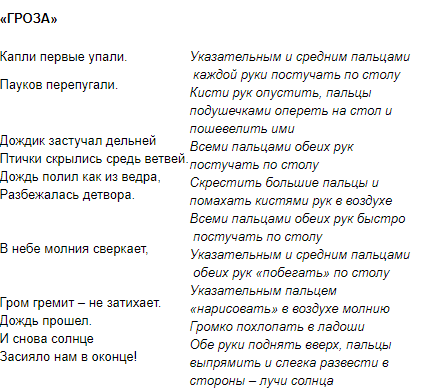 «ГРОЗА»
Капли первые упали.
Пауков перепугали.
Дождик застучал дельней
Птички скрылись средь ветвей.
Дождь полил как из ведра,
Разбежалась детвора.
В небе молния сверкает,
Гром гремит – не затихает.
Дождь прошел.
И снова солнце
Засияло нам в оконце!
Указательным и средним пальцами
каждой руки постучать по столу
Кисти рук опустить, пальцы
подушечками опереть на стол и
пошевелить ими
Всеми пальцами обеих рук
постучать по столу
Скрестить большие пальцы и
помахать кистями рук в воздухе
Всеми пальцами обеих рук быстро
постучать по столу
Указательным и средним пальцами
обеих рук «побегать» по столу
Указательным пальцем
«нарисовать» в воздухе молнию
Громко похлопать в ладоши
Обе руки поднять вверх, пальцы
выпрямить и слегка развести в
стороны – лучи солнца